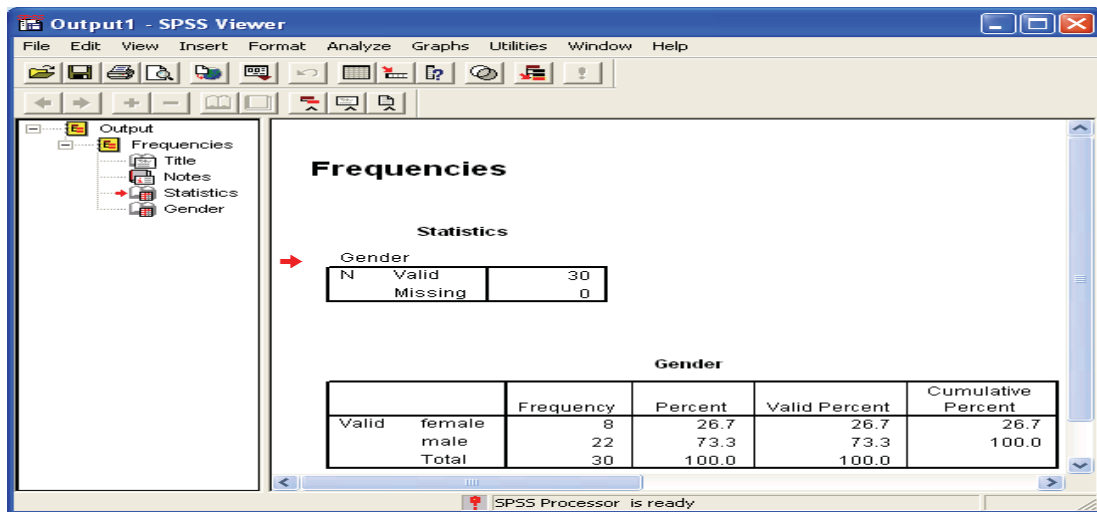 Output1 - SPSS Viewer
File Edit View Insert Format Analyze Graphs Utilities Window Help
Output
Frequencies
Title
Notes
Statistics
Gender
Frequencies
Statistics
Gender
N Valid 30
Missing 0
Gender
Frequency Percent Valid Percent Cumulative Percent
Valid female 8 26.7 26.7 26.7
male 22 73.3 73.3 100.0
Total 30 100.0 100.0
SPSS Processor is ready